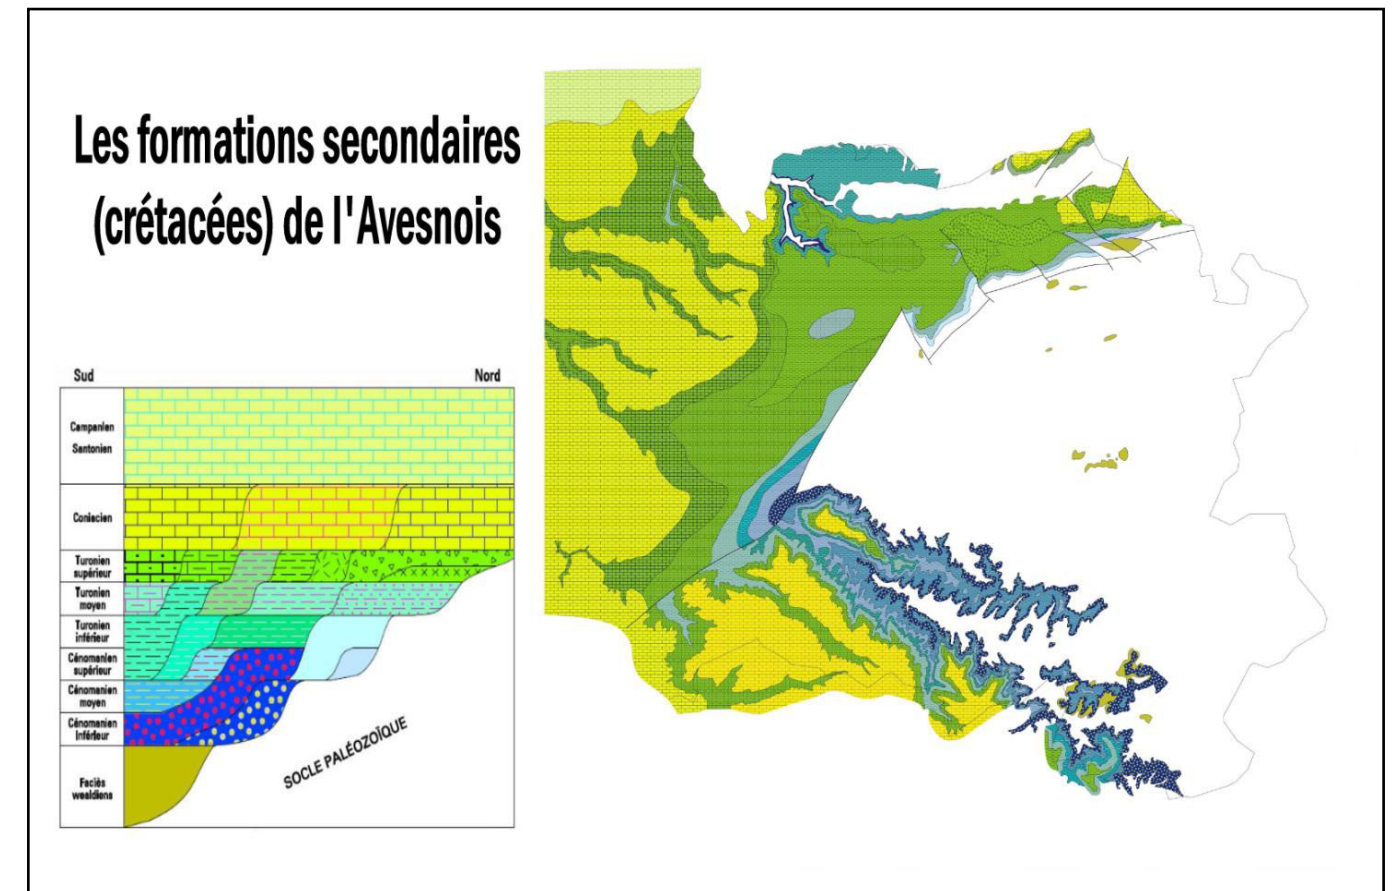 Les formations secondaires
(crétacées) de l'Avesnois
Sud
Nord
Campanien
Santonien
Coniacien
Turonien
supérieur
Turonien
moyen
Turonien
inférieur
Cénomanien
supérieur
Cénomanien
moyen
Cénomanien
inférieur
Faciès
wealdiens
SOCLE PALÉOZOÏQUE